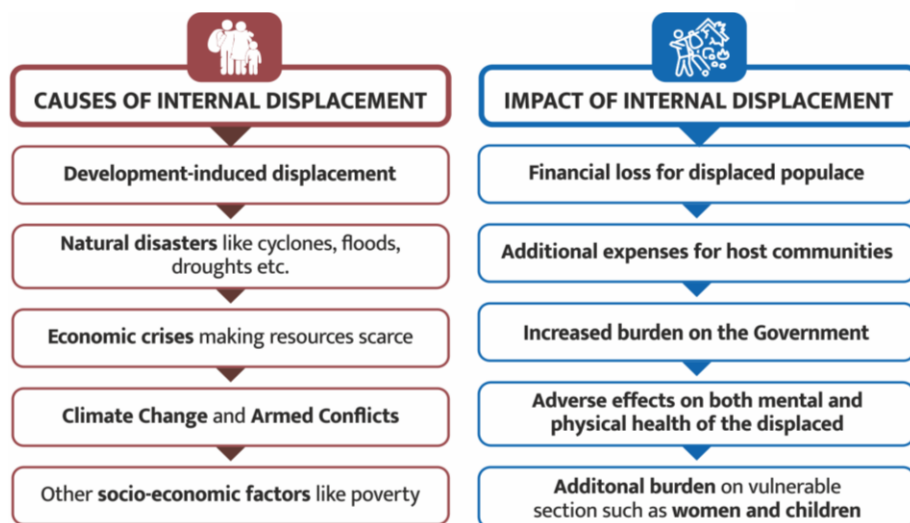 CAUSES OF INTERNAL DISPLACEMENT
Development-induced displacement
Natural disasters like cyclones, floods,
droughts etc.
Economic crises making resources scarce
Climate Change and Armed Conflicts
Other socio-economic factors like poverty
IMPACT OF INTERNAL DISPLACEMENT
Financial loss for displaced populace
Additional expenses for host communities
Increased burden on the Government
Adverse effects on both mental and
physical health of the displaced
Additonal burden on vulnerable
section such as women and children